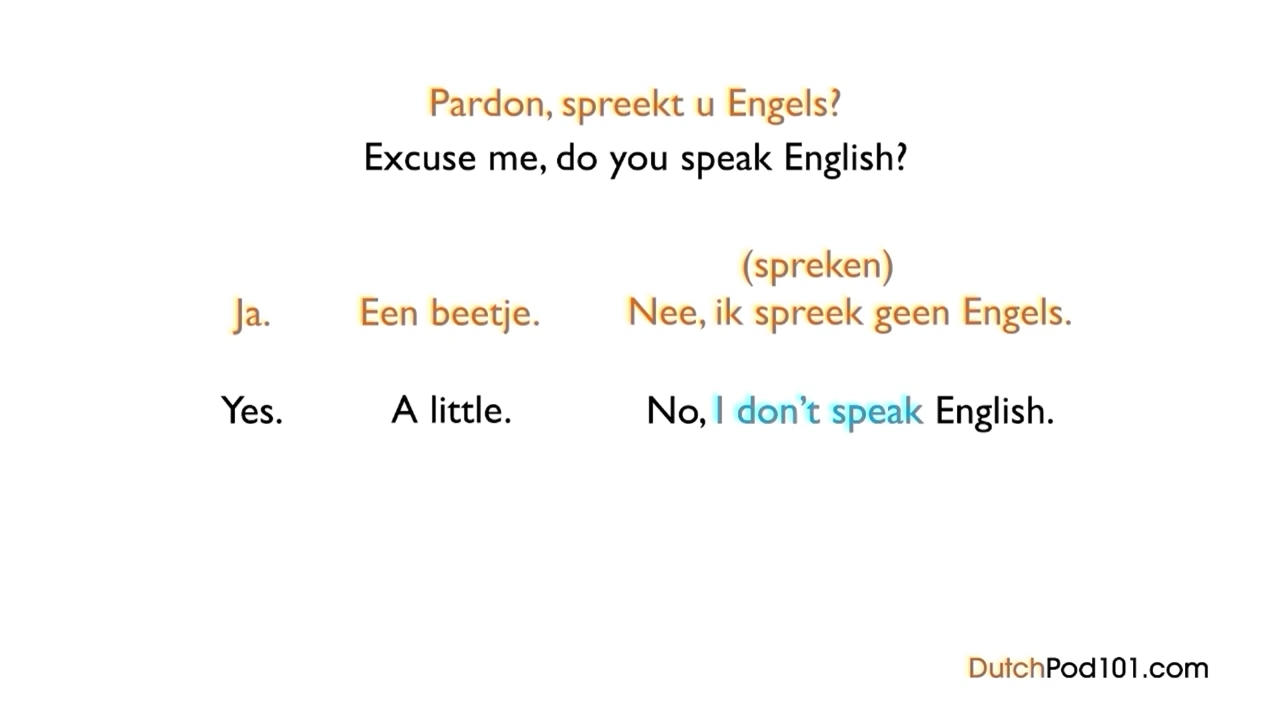 Pardon, spreekt u Engels?
Excuse me, do you speak English?
(spreken)
Ja. Een beetje. Nee, ik spreek geen Engels.
Yes. A little. No, I don't speak English.
DutchPod101.com